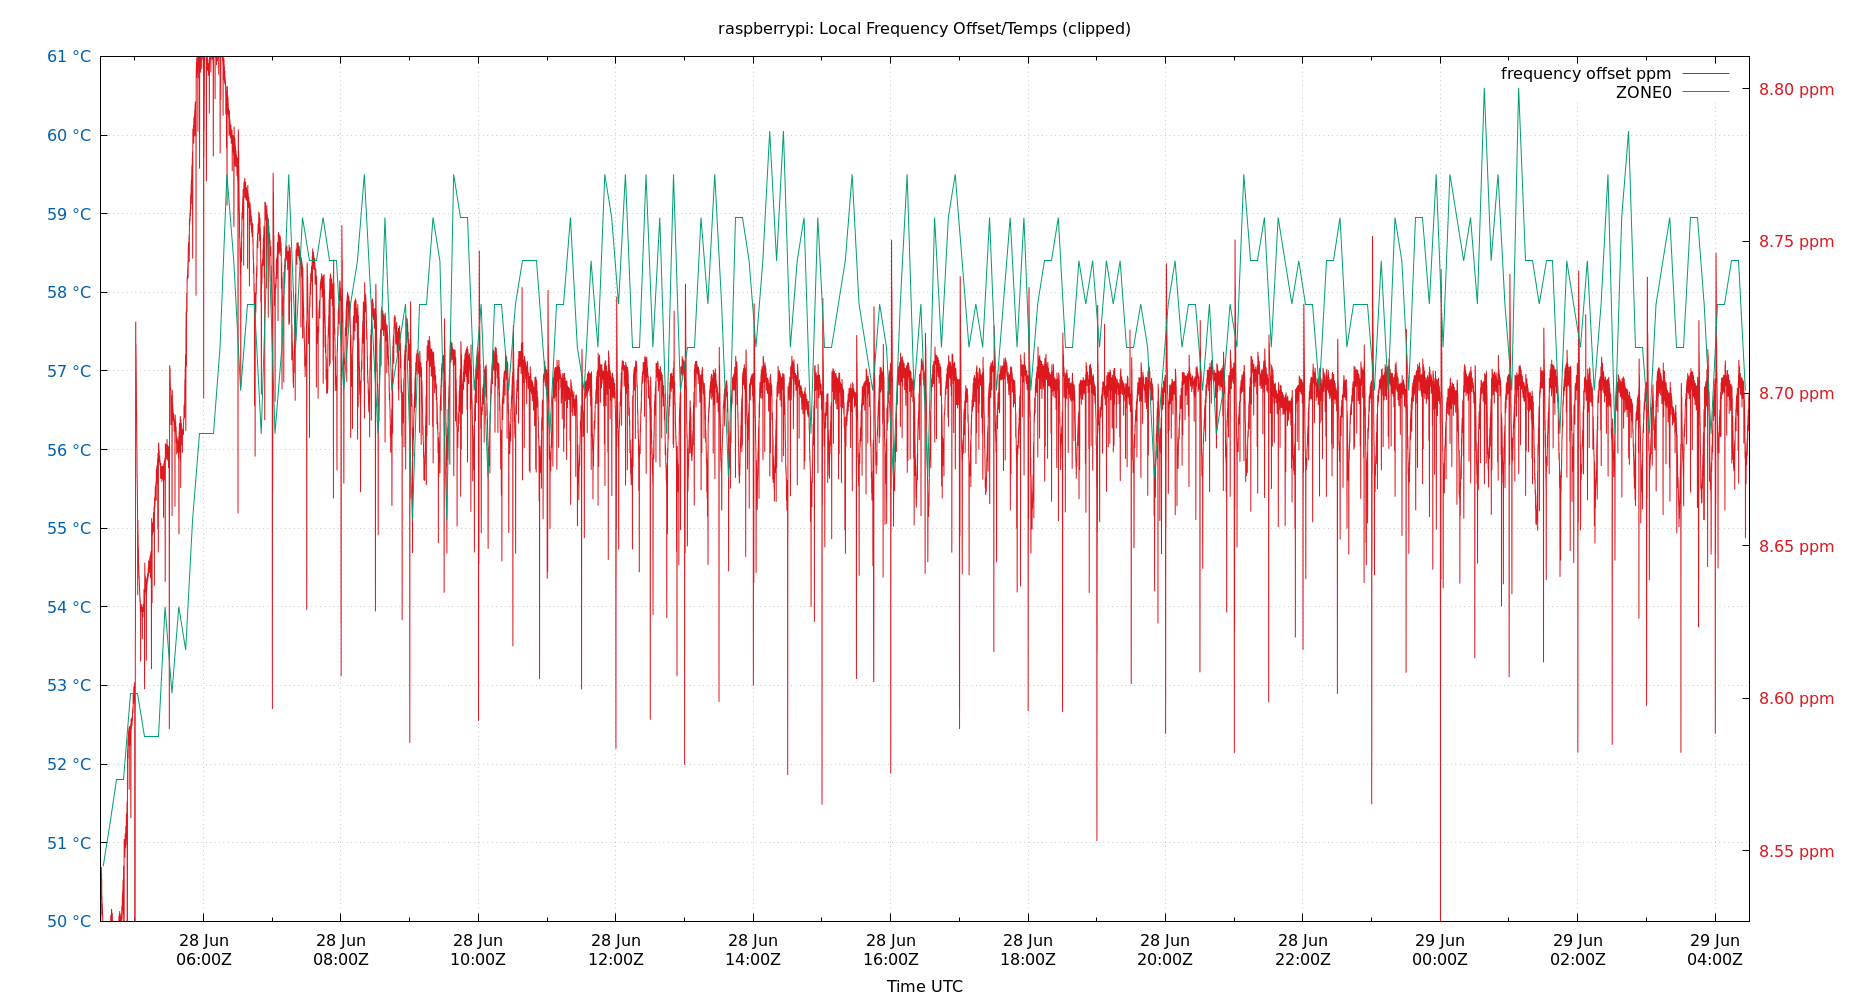 raspberrypi: Local Frequency Offset/Temps (clipped)
frequency offset ppm
ZONE0
61 °C
60 °C
59 °C
58 °C
57 °C
56 °C
55 °C
54 °C
53 °C
52 °C
51 °C
50 °C
8.80 ppm
8.75 ppm
8.70 ppm
8.65 ppm
8.60 ppm
8.55 ppm
28 Jun 28 Jun 28 Jun 28 Jun 28 Jun 28 Jun 28 Jun 28 Jun 28 Jun 29 Jun 29 Jun 29 Jun
06:00Z 08:00Z 10:00Z 12:00Z 14:00Z 16:00Z 18:00Z 20:00Z 22:00Z 00:00Z 02:00Z 04:00Z
Time UTC